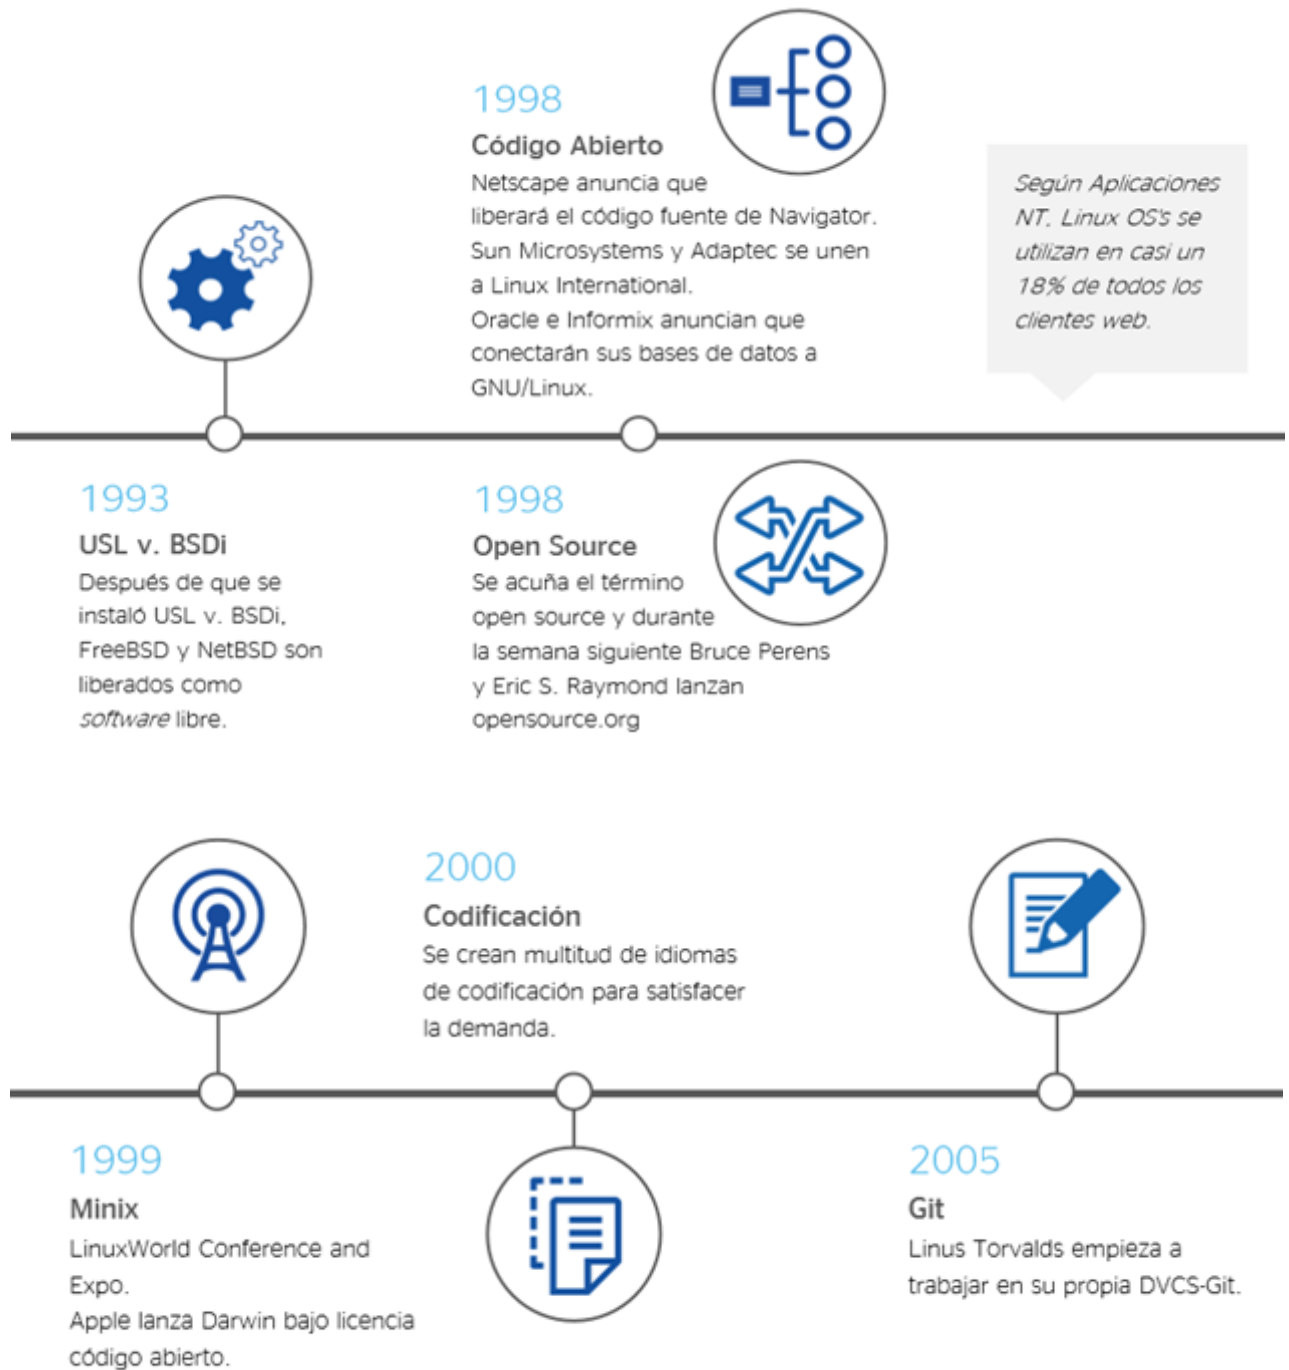 1998
Código Abierto
Netscape anuncia que
liberará el código fuente de Navigator.
Sun Microsystems y Adaptec se unen
a Linux International.
Oracle e Informix anuncian que
conectarán sus bases de datos a
GNU/Linux.
Según Aplicaciones
NT, Linux OS's se
utilizan en casi un
18% de todos los
clientes web.
1993
USL v. BSDi
Después de que se
instaló USL v. BSDi,
FreeBSD y NetBSD son
liberados como
software libre.
1998
Open Source
Se acuña el término
open source y durante
la semana siguiente Bruce Perens
y Eric S. Raymond lanzan
opensource.org
2000
Codificación
Se crean multitud de idiomas
de codificación para satisfacer
la demanda.
1999
Minix
LinuxWorld Conference and
Expo.
Apple lanza Darwin bajo licencia
código abierto.
2005
Git
Linus Torvalds empieza a
trabajar en su propia DVCS-Git.